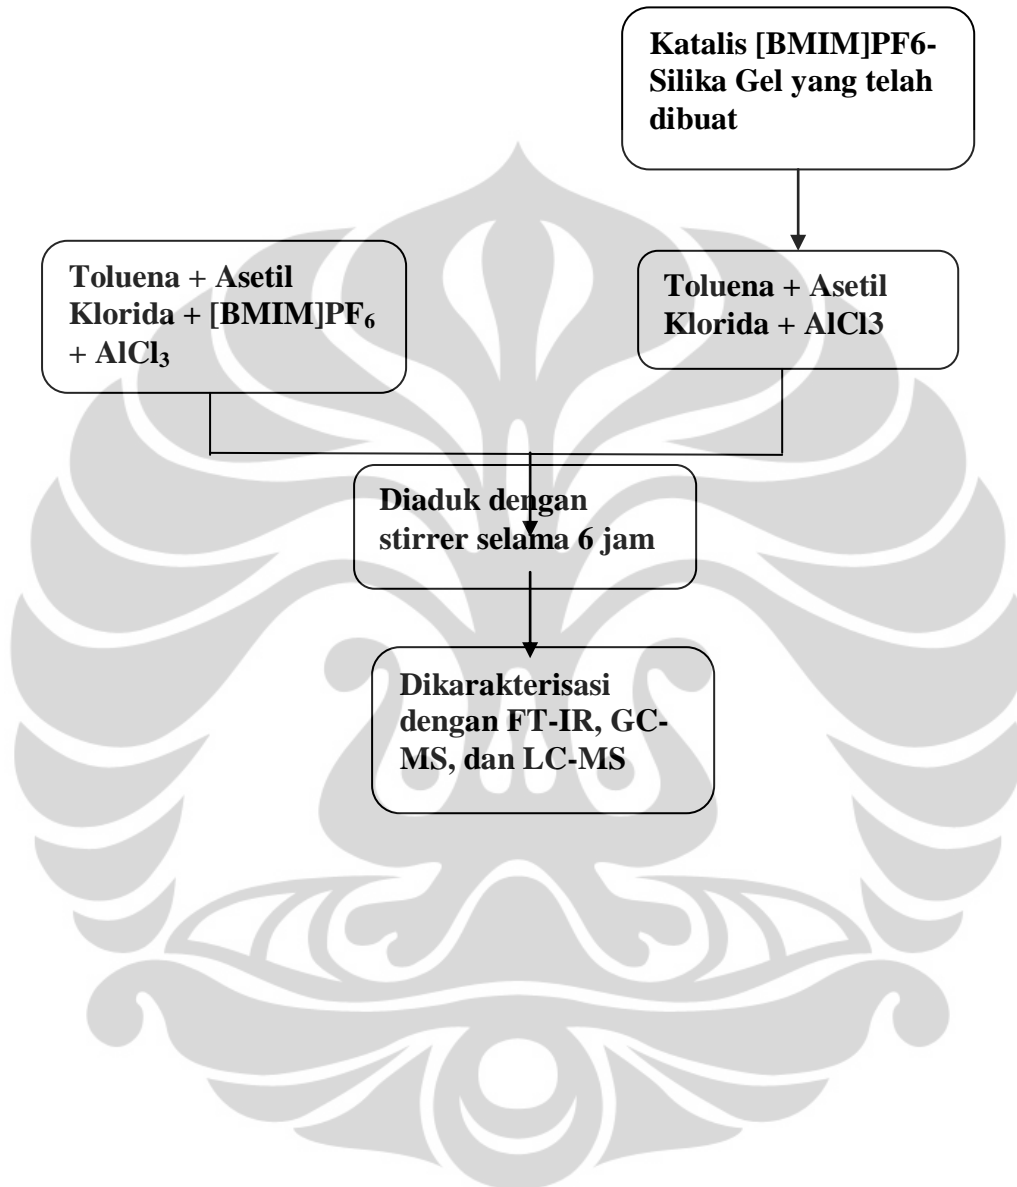 Katalis [BMIM]PF6-
Silika Gel yang telah
dibuat
Toluena + Asetil
Klorida + [BMIM]PF₆
+ AlCl₃
Toluena + Asetil
Klorida + AlCl3
Diaduk dengan
stirrer selama 6 jam
Dikarakterisasi
dengan FT-IR, GC-
MS, dan LC-MS